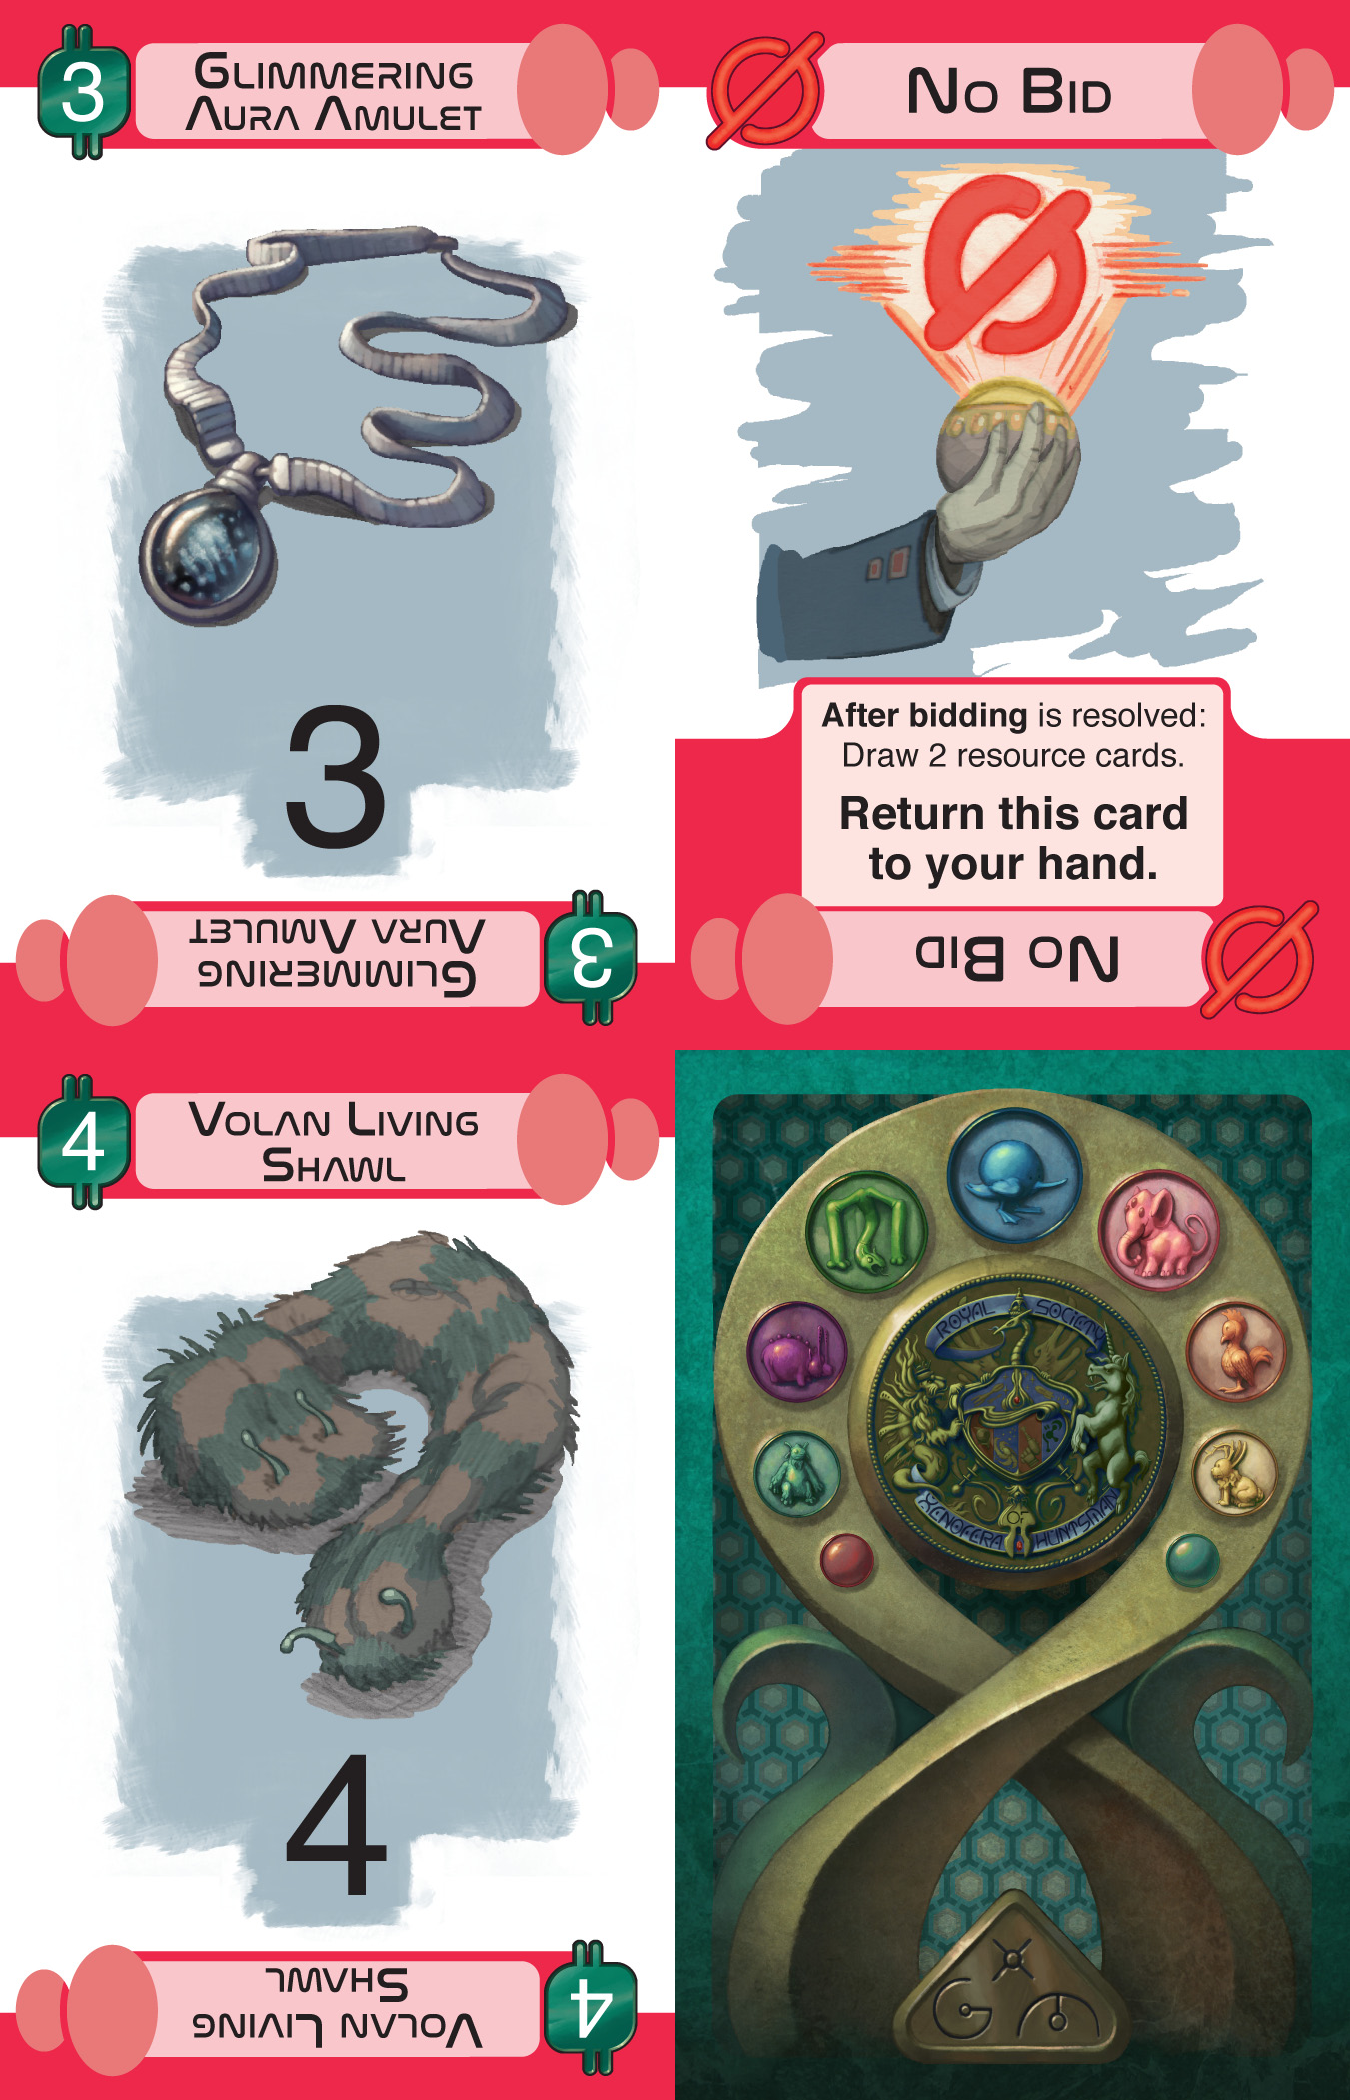 3
GLIMMERING
AURA AMULET
3
GLIMMERING
AURA AMULET
3
NO BID
After bidding is resolved:
Draw 2 resource cards.
Return this card
to your hand.
NO BID
4
VOLAN LIVING
SHAWL
4
VOLAN LIVING
SHAWL
4
ROYAL SOCIETY
OF
XENOFERA HUNTSMAN